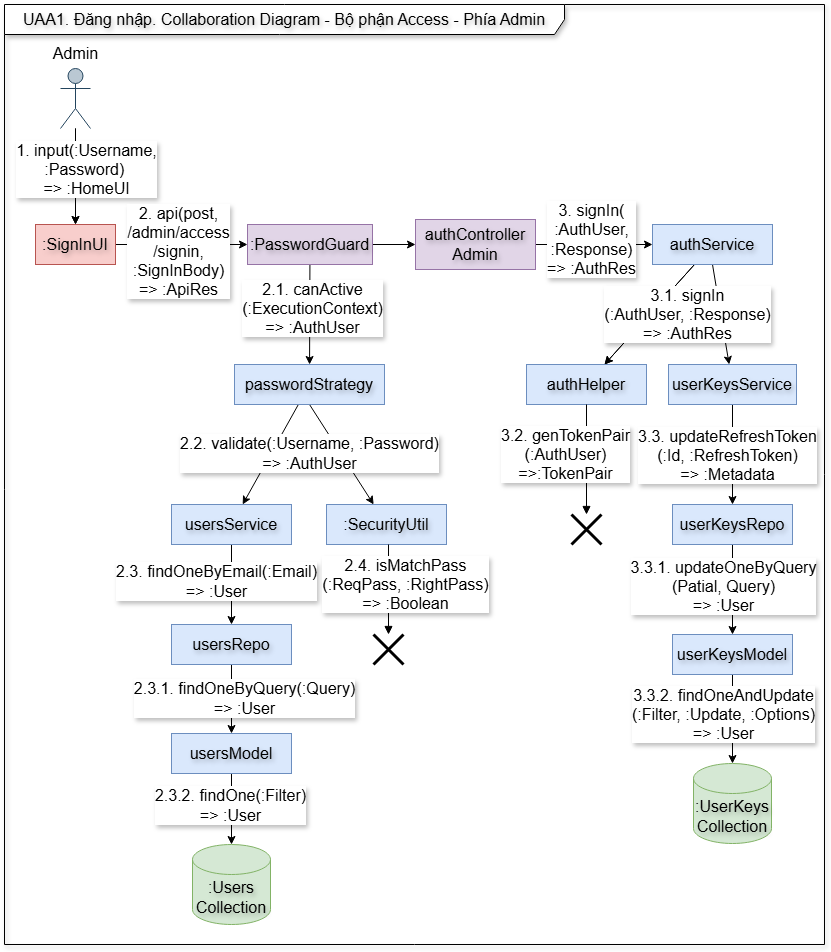 UAA1. Đăng nhập. Collaboration Diagram - Bộ phận Access - Phía Admin
Admin
1. input(:Username,
:Password)
=> :HomeUI
:SignInUI
2. api(post,
/admin/access
/signin,
:SignInBody)
=> :ApiRes
:PasswordGuard
authController
Admin
3. signIn(
:AuthUser,
:Response)
=> :AuthRes
authService
2.1. canActive
(:ExecutionContext)
=> :AuthUser
3.1. signIn
(:AuthUser, :Response)
=> :AuthRes
passwordStrategy
authHelper
userKeysService
2.2. validate(:Username, :Password)
=> :AuthUser
3.2. genTokenPair
(:AuthUser)
=>:TokenPair
3.3. updateRefreshToken
(:Id, :RefreshToken)
=> :Metadata
usersService
:SecurityUtil
userKeysRepo
2.3. findOneByEmail(:Email)
=> :User
2.4. isMatchPass
(:ReqPass, :RightPass)
=> :Boolean
3.3.1. updateOneByQuery
(Patial, Query)
=> :User
usersRepo
userKeysModel
2.3.1. findOneByQuery(:Query)
=> :User
3.3.2. findOneAndUpdate
(:Filter, :Update, :Options)
=> :User
usersModel
2.3.2. findOne(:Filter)
=> :User
:UserKeys
Collection
:Users
Collection